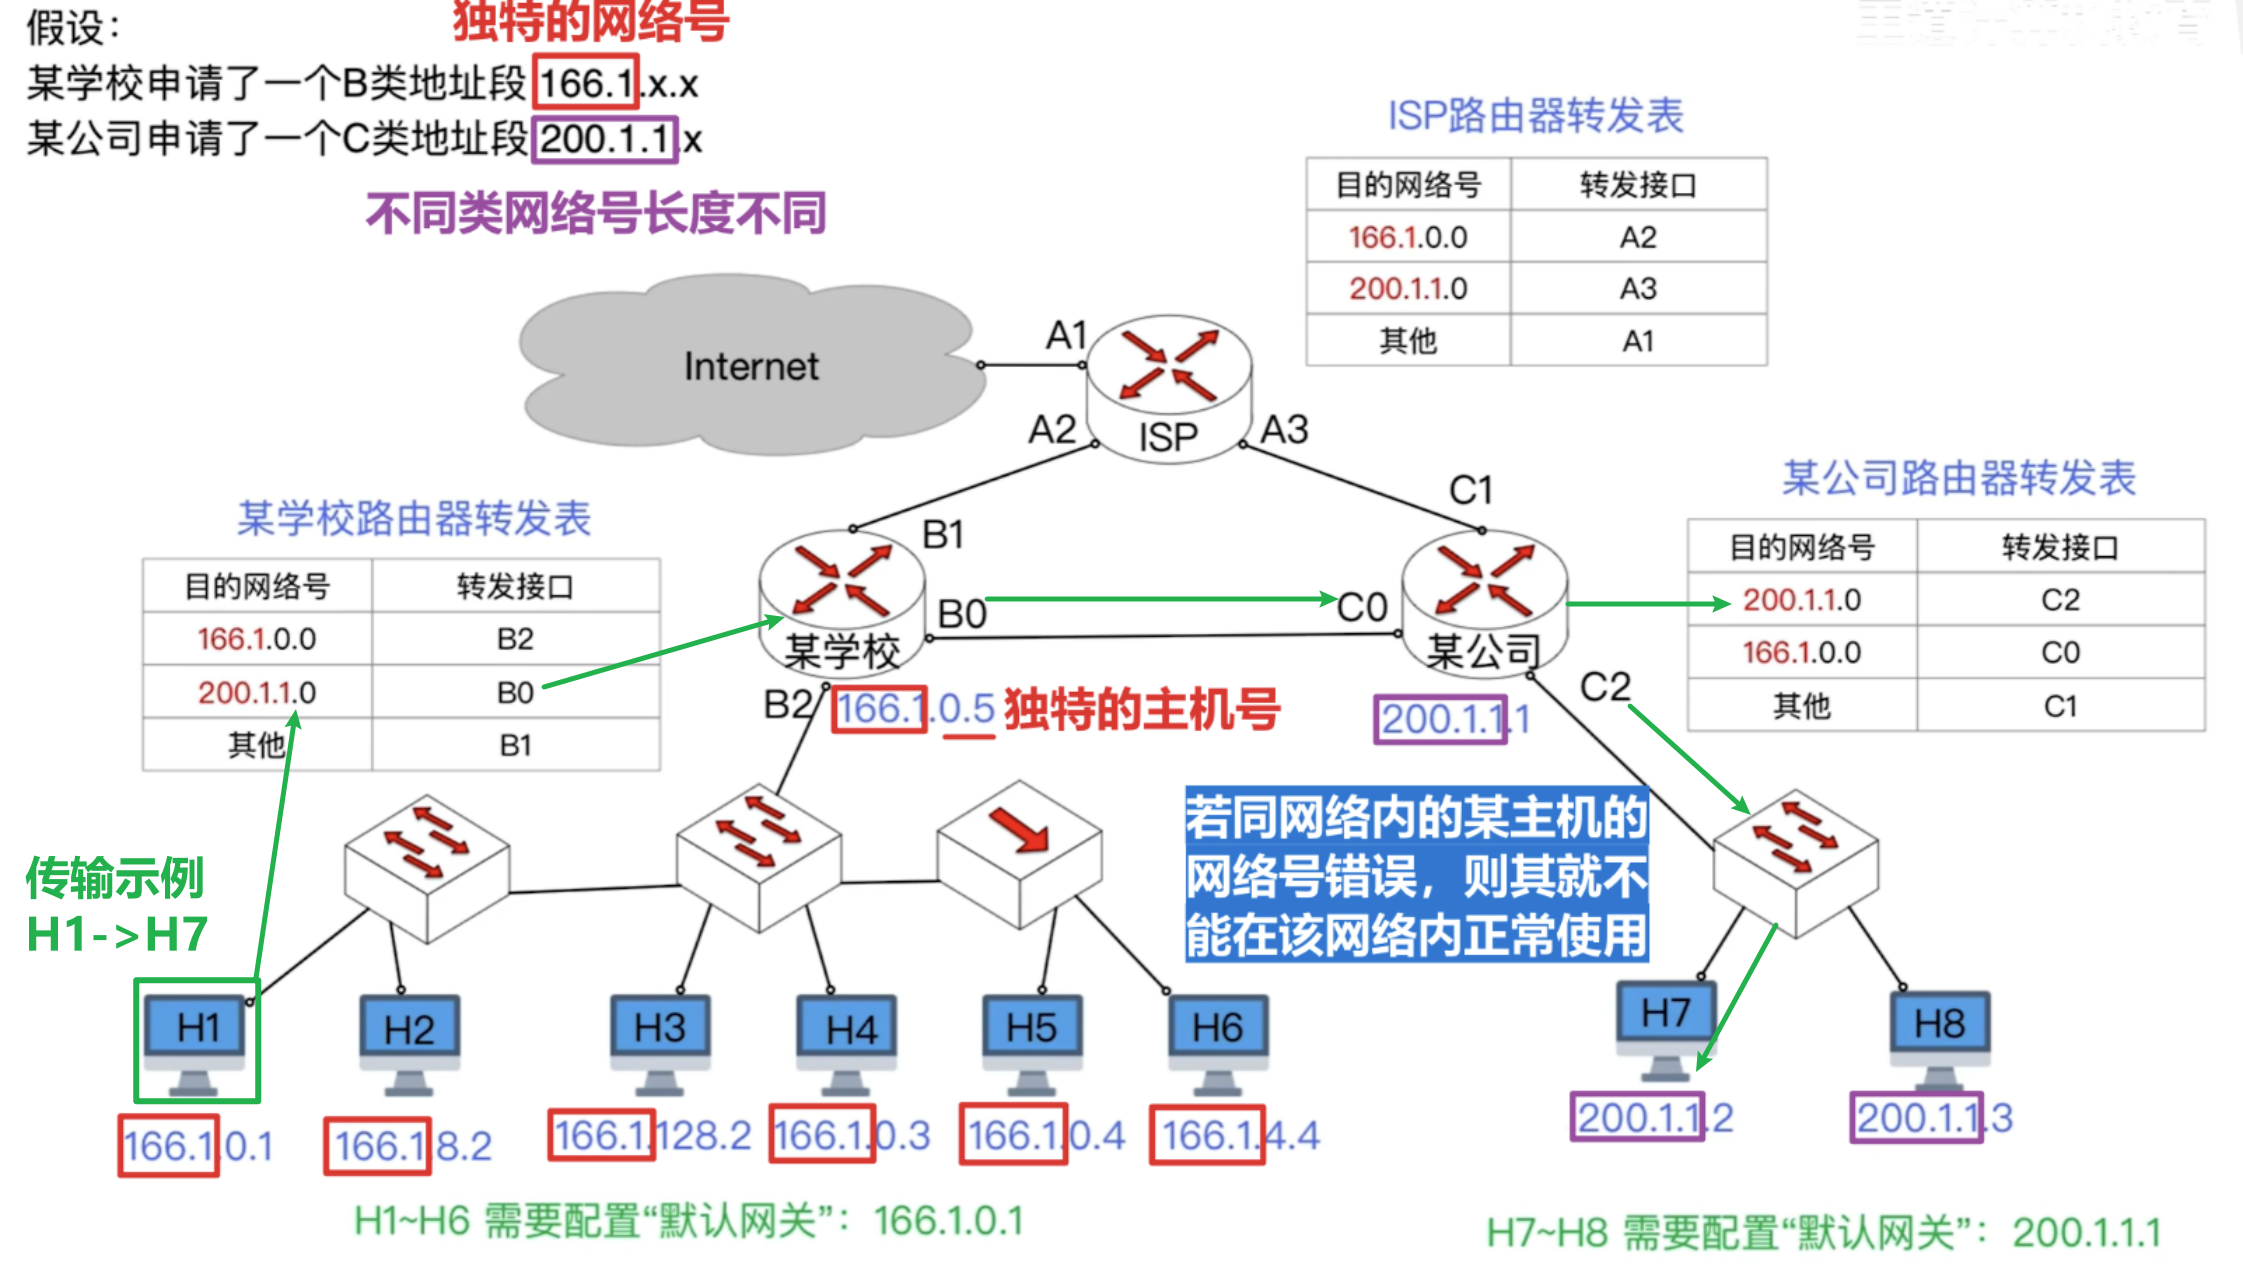 独特的网络号
假设：
某学校申请了一个B类地址段 166.1.x.x
某公司申请了一个C类地址段 200.1.1.x
不同类网络号长度不同
ISP路由器转发表
目的网络号 转发接口
166.1.0.0 A2
200.1.1.0 A3
其他 A1
Internet
A1
A2
ISP
A3
某学校路由器转发表
目的网络号 转发接口
166.1.0.0 B2
200.1.1.0 B0
其他 B1
B1
B0
某学校
B2
166.1.0.5 独特的主机号
C1
C0
某公司
C2
200.1.1.1
某公司路由器转发表
目的网络号 转发接口
200.1.1.0 C2
166.1.0.0 C0
其他 C1
若同网络内的某主机的
网络号错误，则其就不
能在该网络内正常使用
传输示例
H1->H7
H1 H2 H3 H4 H5 H6 H7 H8
166.1.0.1 166.1.8.2 166.1.128.2 166.1.0.3 166.1.0.4 166.1.4.4 200.1.1.2 200.1.1.3
H1~H6 需要配置“默认网关”：166.1.0.1
H7~H8 需要配置“默认网关”：200.1.1.1